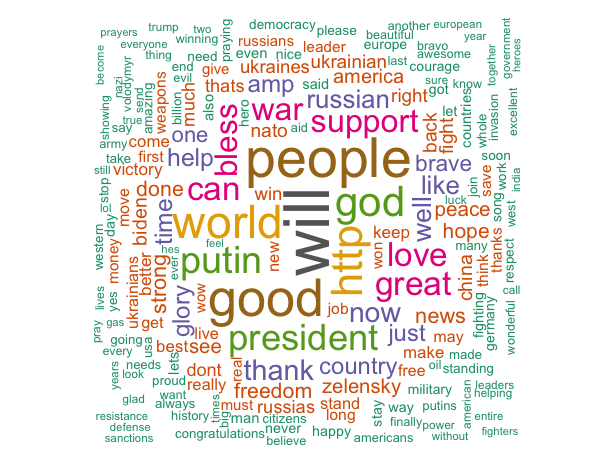 prayers
trump
two
democracy
please
another
european
become
everyone
winning
praying
russians
leader
beautiful
bravo
year
government
heroes
thing
need
even
nice
europe
awesome
together
showing
nazi
volodymyr
end
give
ukraines
ukrainian
last
courage
sure
know
evil
thats
amp
said
america
got
countries
invasion
excellent
true
send
amazing
weapons
billion
much
also
hero
war
russian
right
let
whole
say
one
bless
nato
aid
support
back
fight
army
come
take
first
help
people
brave
soon
still
victory
stop
done
can
win
god
like
save
join
work
india
lol
day
move
biden
time
world
will
http
keep
well
peace
luck
song
west
western
hes
feel
new
won
hope
thanks
many
ukrainians
money
better
strong
ever
putin
love
china
think
respect
lives
yes
wow
good
great
call
pray
gas
get
glory
live
job
now
news
fighting
germany
wonderful
going
usa
best
see
president
just
may
every
lets
real
make
made
years
needs
look
dont
thank
country
free
oil
standing
proud
really
freedom
zelensky
military
american
leaders
helping
glad
want
always
times
big
must
russias
stand
long
stay
way
putins
resistance
history
man
citizens
finally
power
entire
defense
sanctions
congratulations
never
believe
happy
americans
without
fighters